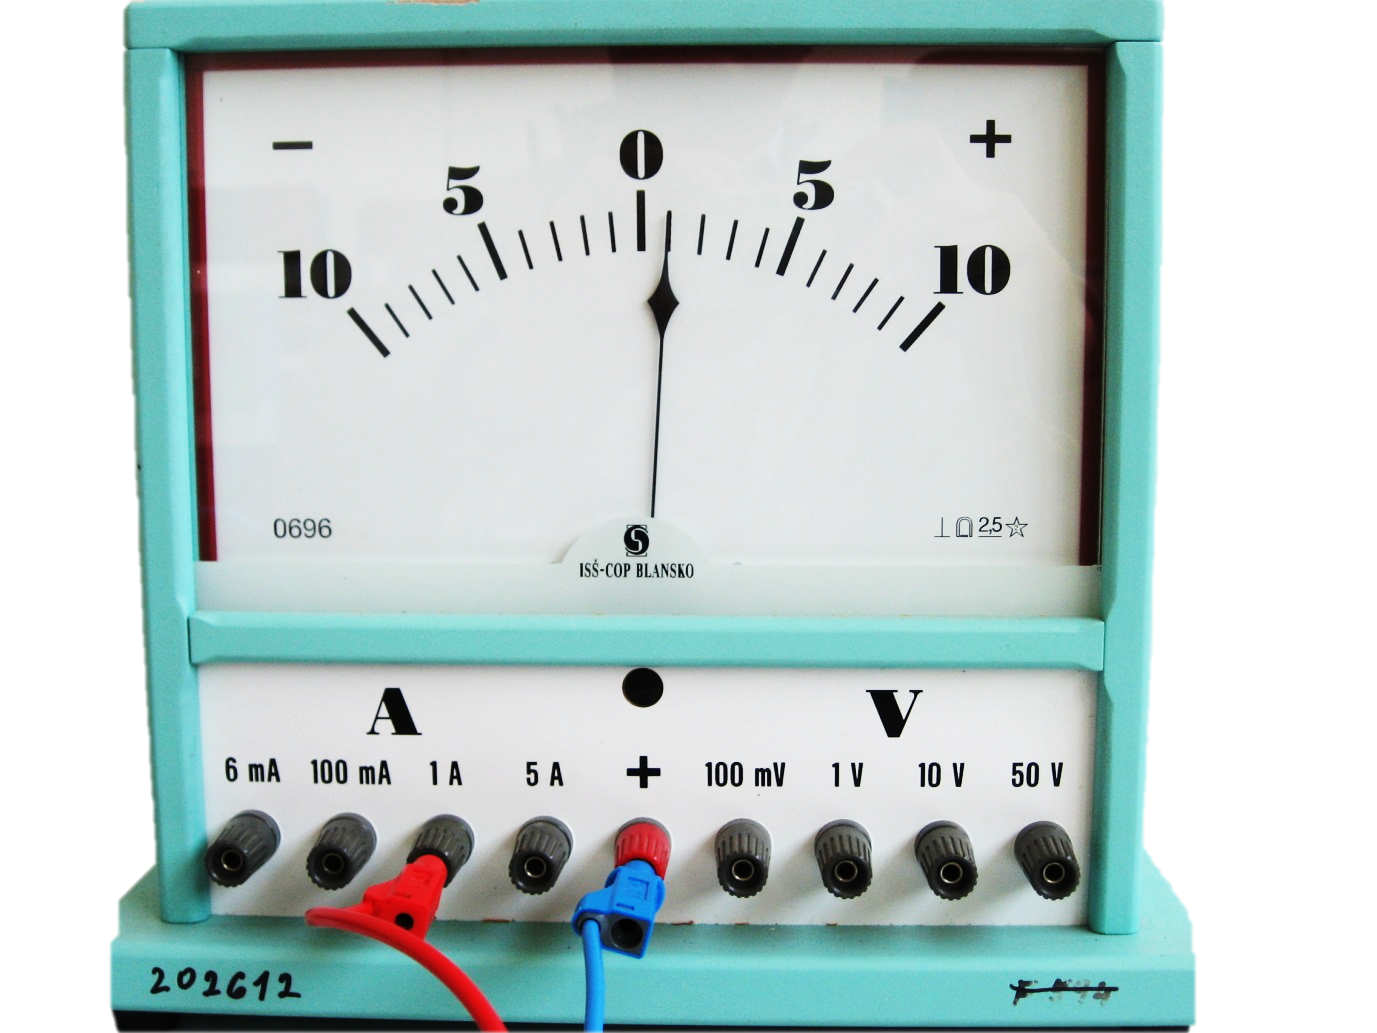 − 0 +
5 5
10 10
0696 2,5
ISŠ-COP BLANSKO
A V
6 mA 100 mA 1 A 5 A + 100 mV 1 V 10 V 50 V
202612